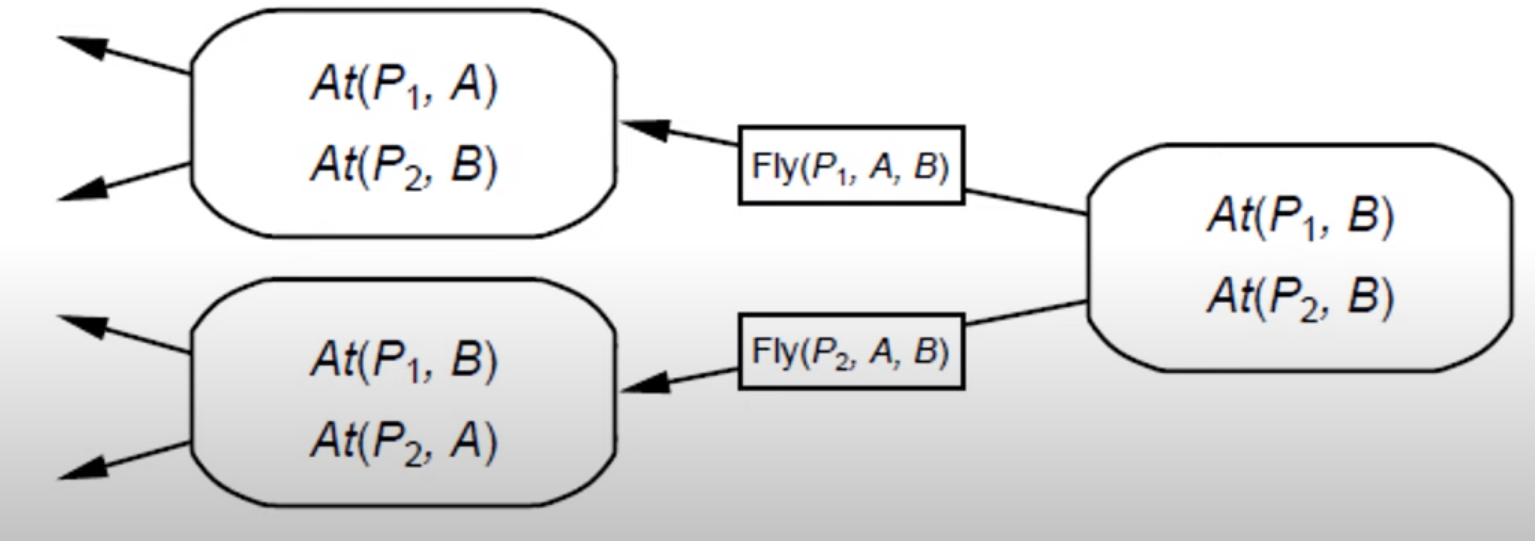 At(P₁, A)
At(P₂, B)
Fly(P₁, A, B)
At(P₁, B)
At(P₂, B)
At(P₁, B)
At(P₂, A)
Fly(P₂, A, B)